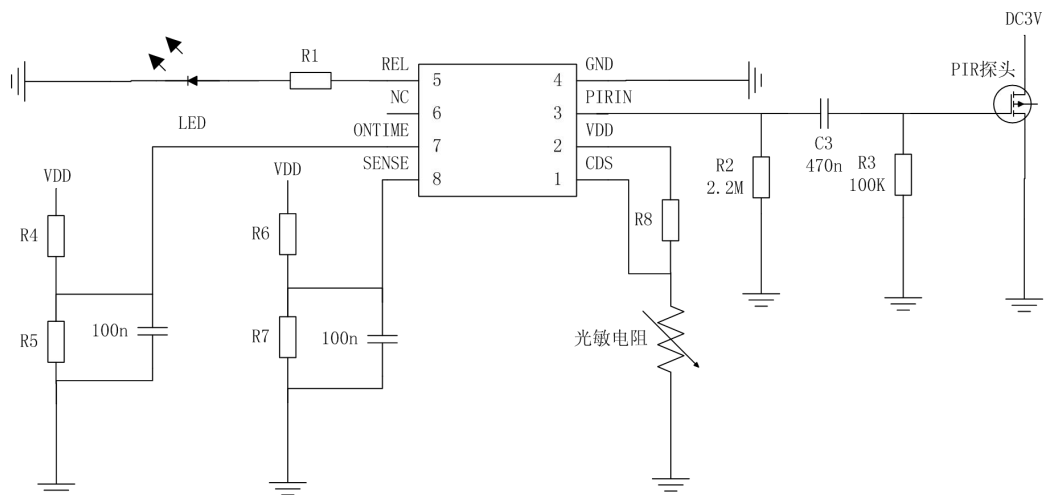 DC3V
R1
REL
5
4
GND
PIR探头
NC
6
3
PIRIN
LED
ONTIME
7
2
VDD
C3
470n
R2
2.2M
R3
100K
SENSE
8
1
CDS
VDD
VDD
R8
R4
R6
R5
100n
R7
100n
光敏电阻